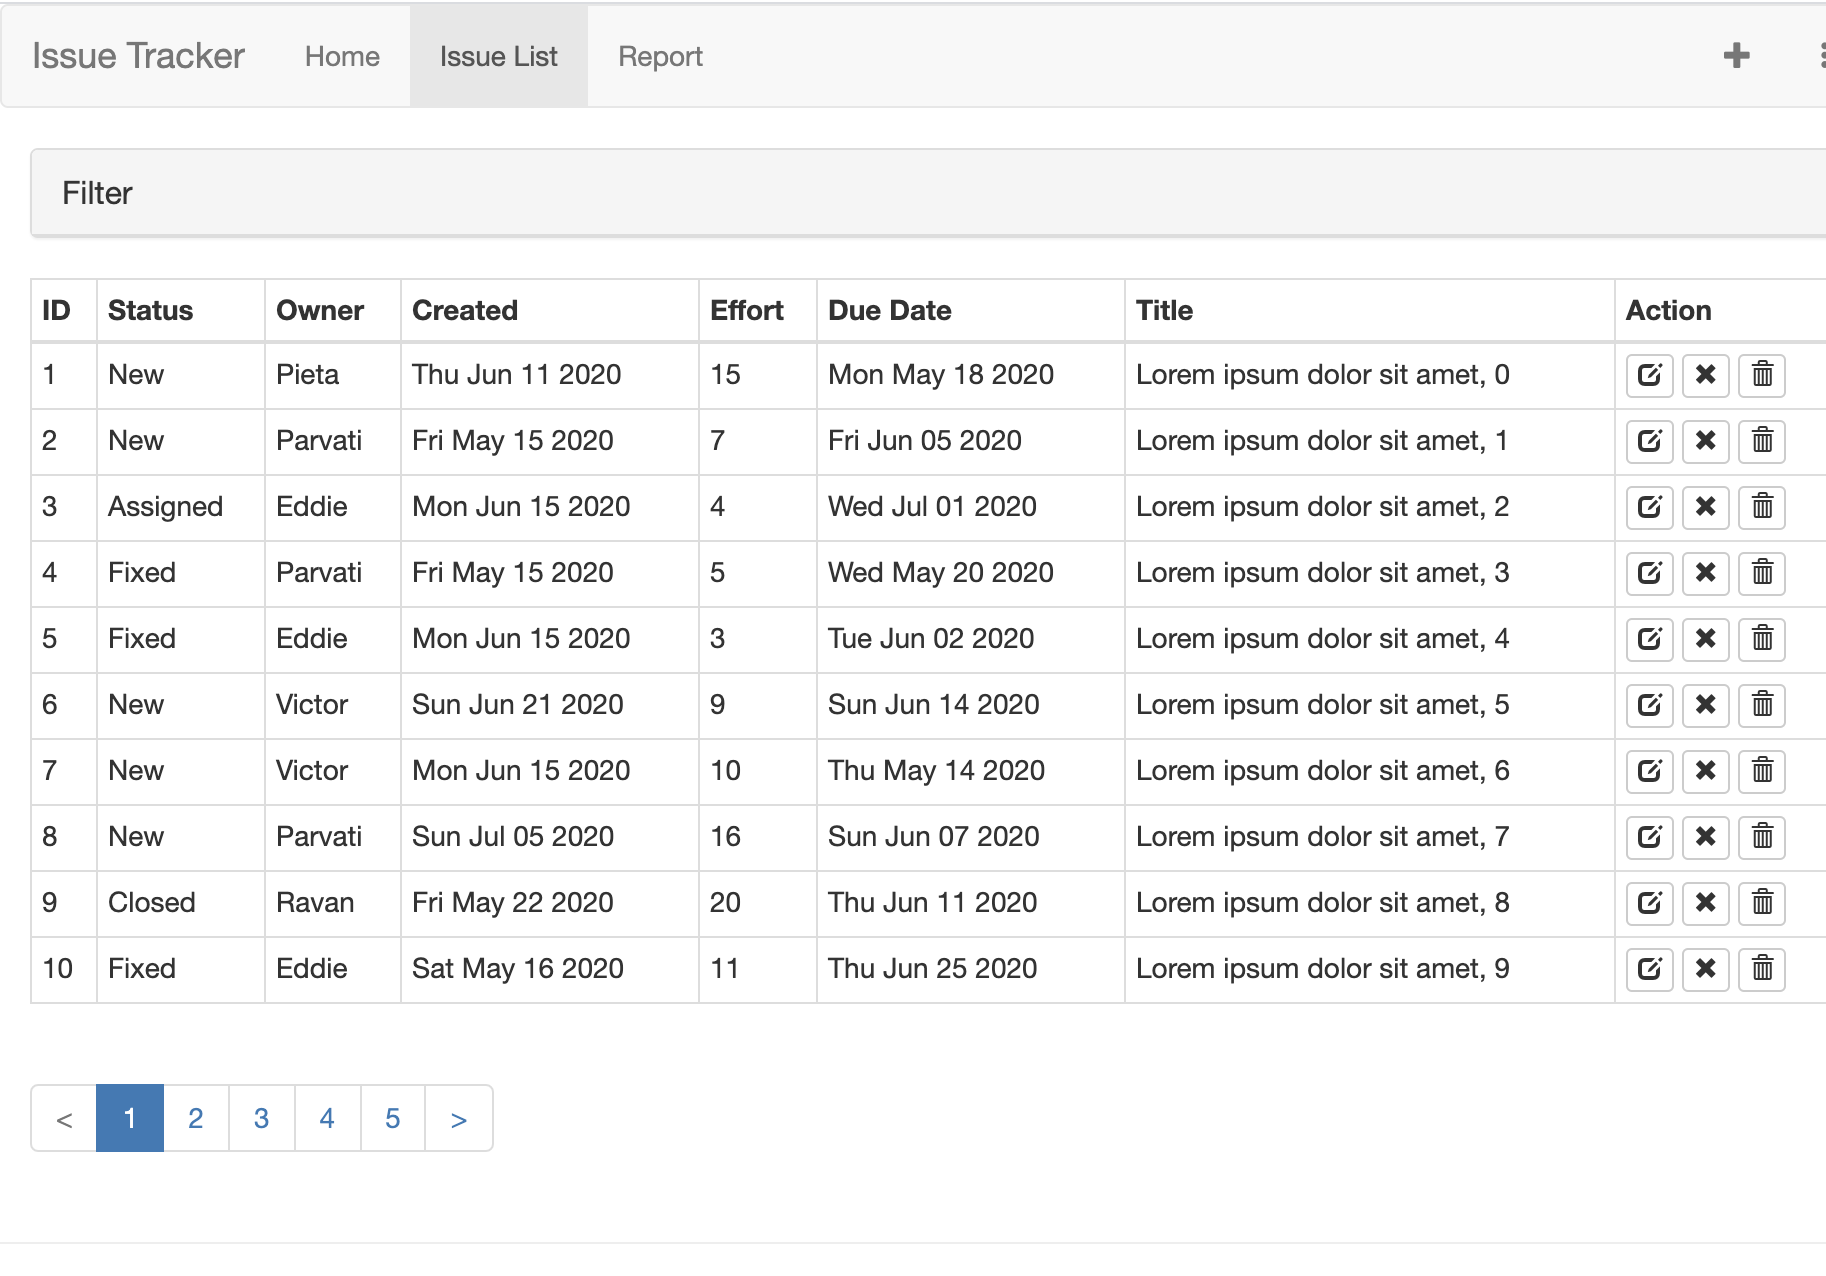 Issue Tracker Home Issue List Report
Filter
ID Status Owner Created Effort Due Date Title Action
1 New Pieta Thu Jun 11 2020 15 Mon May 18 2020 Lorem ipsum dolor sit amet, 0
2 New Parvati Fri May 15 2020 7 Fri Jun 05 2020 Lorem ipsum dolor sit amet, 1
3 Assigned Eddie Mon Jun 15 2020 4 Wed Jul 01 2020 Lorem ipsum dolor sit amet, 2
4 Fixed Parvati Fri May 15 2020 5 Wed May 20 2020 Lorem ipsum dolor sit amet, 3
5 Fixed Eddie Mon Jun 15 2020 3 Tue Jun 02 2020 Lorem ipsum dolor sit amet, 4
6 New Victor Sun Jun 21 2020 9 Sun Jun 14 2020 Lorem ipsum dolor sit amet, 5
7 New Victor Mon Jun 15 2020 10 Thu May 14 2020 Lorem ipsum dolor sit amet, 6
8 New Parvati Sun Jul 05 2020 16 Sun Jun 07 2020 Lorem ipsum dolor sit amet, 7
9 Closed Ravan Fri May 22 2020 20 Thu Jun 11 2020 Lorem ipsum dolor sit amet, 8
10 Fixed Eddie Sat May 16 2020 11 Thu Jun 25 2020 Lorem ipsum dolor sit amet, 9
< 1 2 3 4 5 >